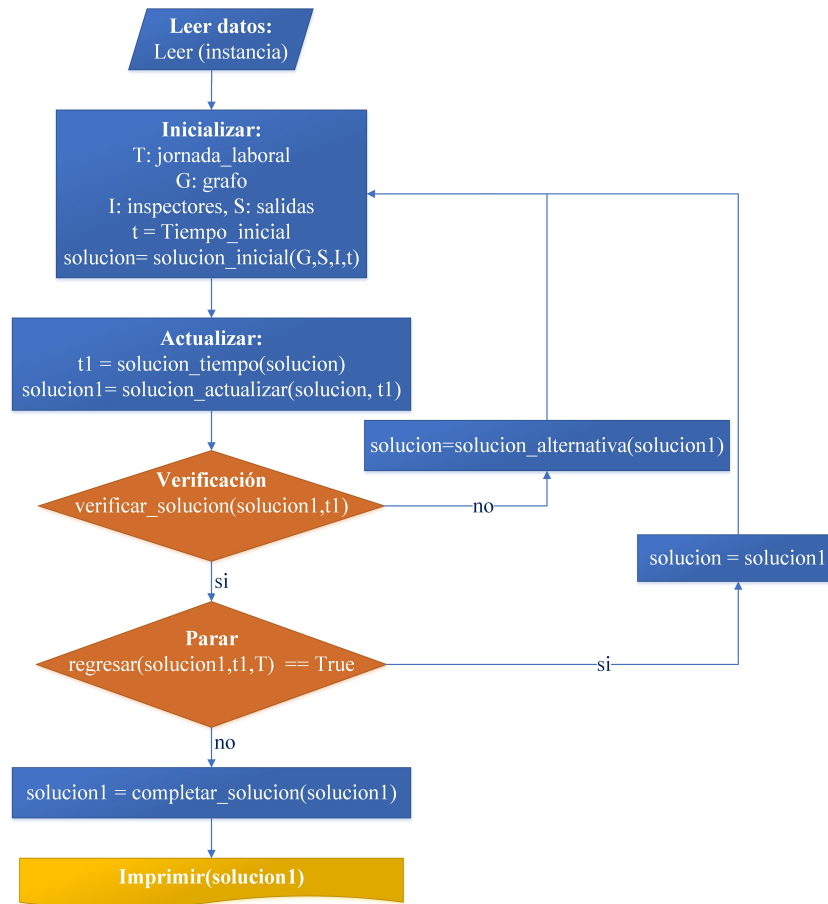 Leer datos:
Leer (instancia)
Inicializar:
T: jornada_laboral
G: grafo
I: inspectores, S: salidas
t = Tiempo_inicial
solucion= solucion_inicial(G,S,I,t)
Actualizar:
t1 = solucion_tiempo(solucion)
solucion1= solucion_actualizar(solucion, t1)
solucion=solucion_alternativa(solucion1)
Verificación
verificar_solucion(solucion1,t1)
no
solucion = solucion1
si
Parar
regresar(solucion1,t1,T) == True
si
no
solucion1 = completar_solucion(solucion1)
Imprimir(solucion1)